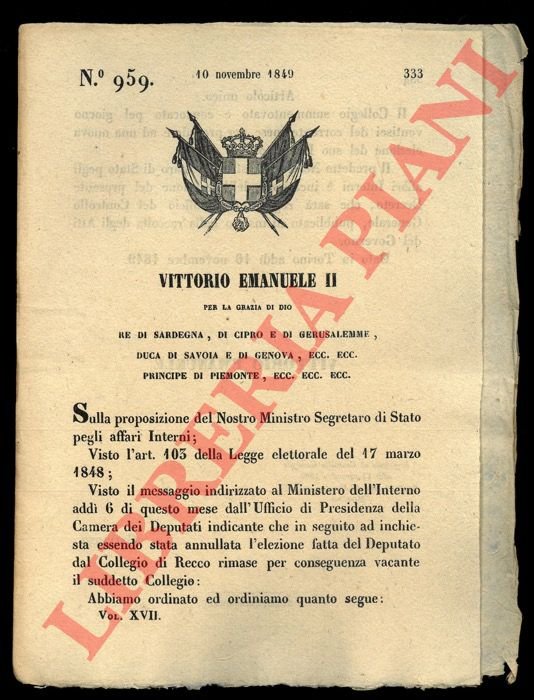 N.º 959.
10 novembre 1849
333
VITTORIO EMANUELE II
PER LA GRAZIA DI DIO
RE DI SARDEGNA, DI CIPRO E DI GERUSALEMME,
DUCA DI SAVOIA E DI GENOVA, ECC. ECC.
PRINCIPE DI PIEMONTE, ECC. ECC. ECC.
Sulla proposizione del Nostro Ministro Segretaro di Stato
pegli affari Interni;
Visto l'art. 103 della Legge elettorale del 17 marzo
1848;
Visto il messaggio indirizzato al Ministero dell'Interno
addì 6 di questo mese dall'Ufficio di Presidenza della
Camera dei Deputati indicante che in seguito ad inchie-
sta essendo stata annullata l'elezione fatta del Deputato
dal Collegio di Recco rimase per conseguenza vacante
il suddetto Collegio:
Abbiamo ordinato ed ordiniamo quanto segue:
VOL. XVII.
LIBRERIA PIANI